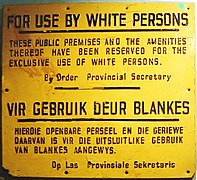 FOR USE BY WHITE PERSONS
THESE PUBLIC PREMISES AND THE AMENITIES
THEREOF HAVE BEEN RESERVED FOR THE
EXCLUSIVE USE OF WHITE PERSONS.
By Order Provincial Secretary
VIR GEBRUIK DEUR BLANKES
HIERDIE OPENBARE PERSEEL EN DIE GERIEWE
DAARVAN IS VIR DIE UITSLUITLIKE GEBRUIK
VAN BLANKES AANGEWYS.
Op Las Provinsiale Sekretaris